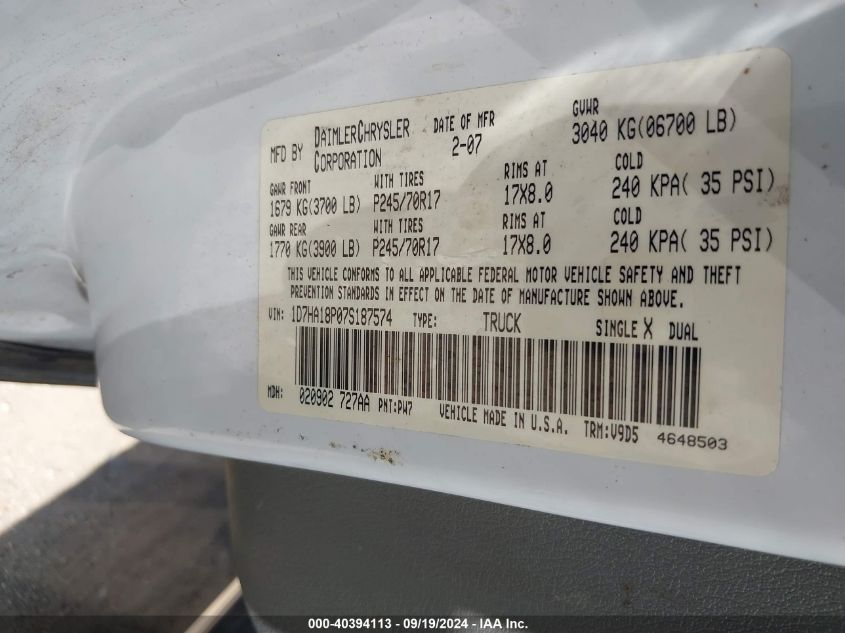 MFD BY DAIMLERCHRYSLER CORPORATION DATE OF MFR 2-07 GVWR 3040 KG(06700 LB)
GAWR FRONT WITH TIRES RIMS AT COLD
1679 KG(3700 LB) P245/70R17 17X8.0 240 KPA( 35 PSI)
GAWR REAR WITH TIRES RIMS AT COLD
1770 KG(3900 LB) P245/70R17 17X8.0 240 KPA( 35 PSI)
THIS VEHICLE CONFORMS TO ALL APPLICABLE FEDERAL MOTOR VEHICLE SAFETY AND THEFT
PREVENTION STANDARDS IN EFFECT ON THE DATE OF MANUFACTURE SHOWN ABOVE.
VIN: 1D7HA18P07S187574 TYPE: TRUCK SINGLE X DUAL
MDH: 020902 727AA PNT:PW7 VEHICLE MADE IN U.S.A. TRM:V9D5 4648503
000-40394113 - 09/19/2024 - IAA Inc.